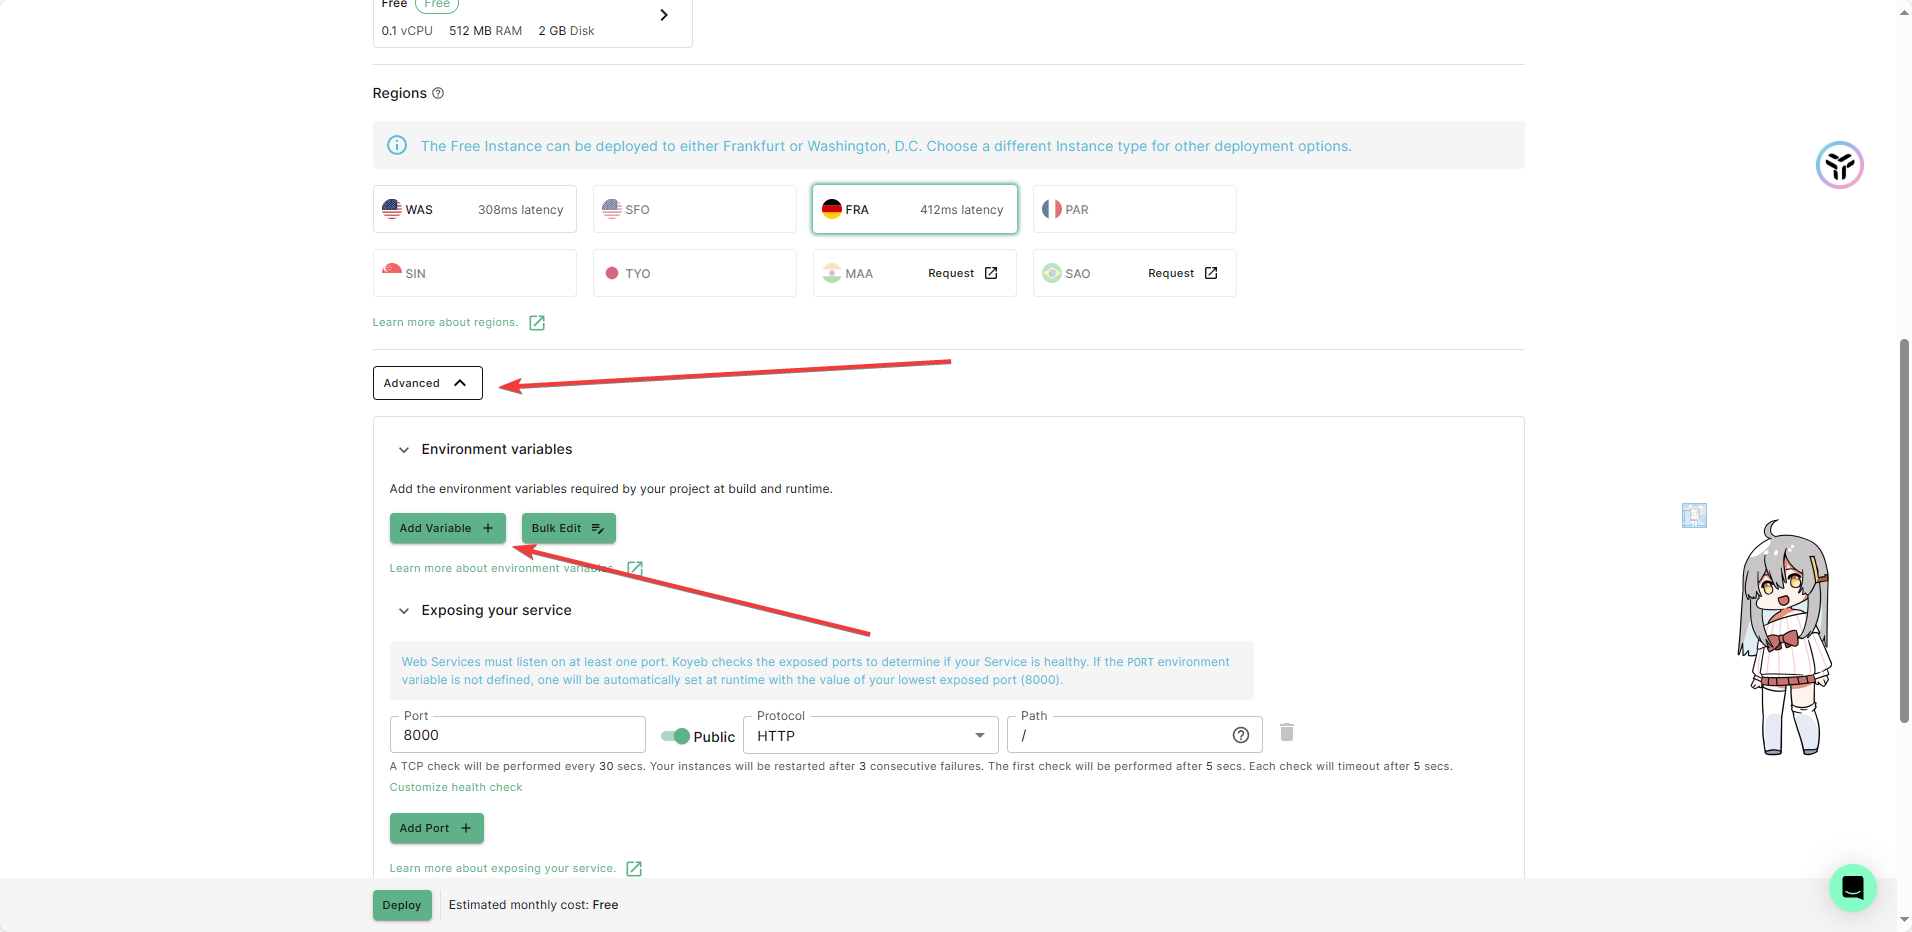 Free Free
0.1 vCPU 512 MB RAM 2 GB Disk
Regions
The Free Instance can be deployed to either Frankfurt or Washington, D.C. Choose a different Instance type for other deployment options.
WAS 308ms latency SFO FRA 412ms latency PAR
SIN TYO MAA Request SAO Request
Learn more about regions.
Advanced
Environment variables
Add the environment variables required by your project at build and runtime.
Add Variable + Bulk Edit
Learn more about environment variables.
Exposing your service
Web Services must listen on at least one port. Koyeb checks the exposed ports to determine if your Service is healthy. If the PORT environment
variable is not defined, one will be automatically set at runtime with the value of your lowest exposed port (8000).
Port Protocol Path
8000 Public HTTP /
A TCP check will be performed every 30 secs. Your instances will be restarted after 3 consecutive failures. The first check will be performed after 5 secs. Each check will timeout after 5 secs.
Customize health check
Add Port +
Learn more about exposing your service.
Deploy Estimated monthly cost: Free